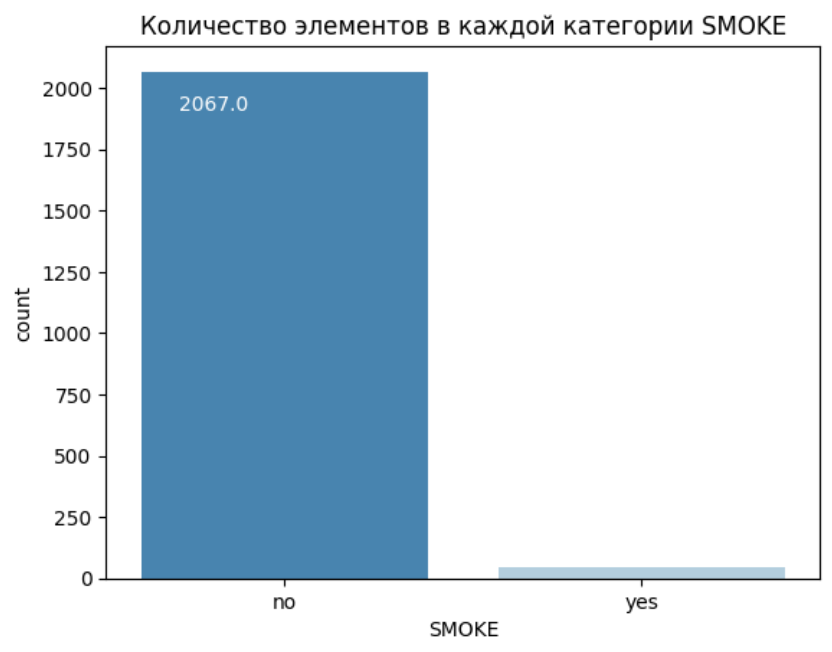 Количество элементов в каждой категории SMOKE
2000
2067.0
1750
1500
1250
1000
750
500
250
0
count
no
yes
SMOKE